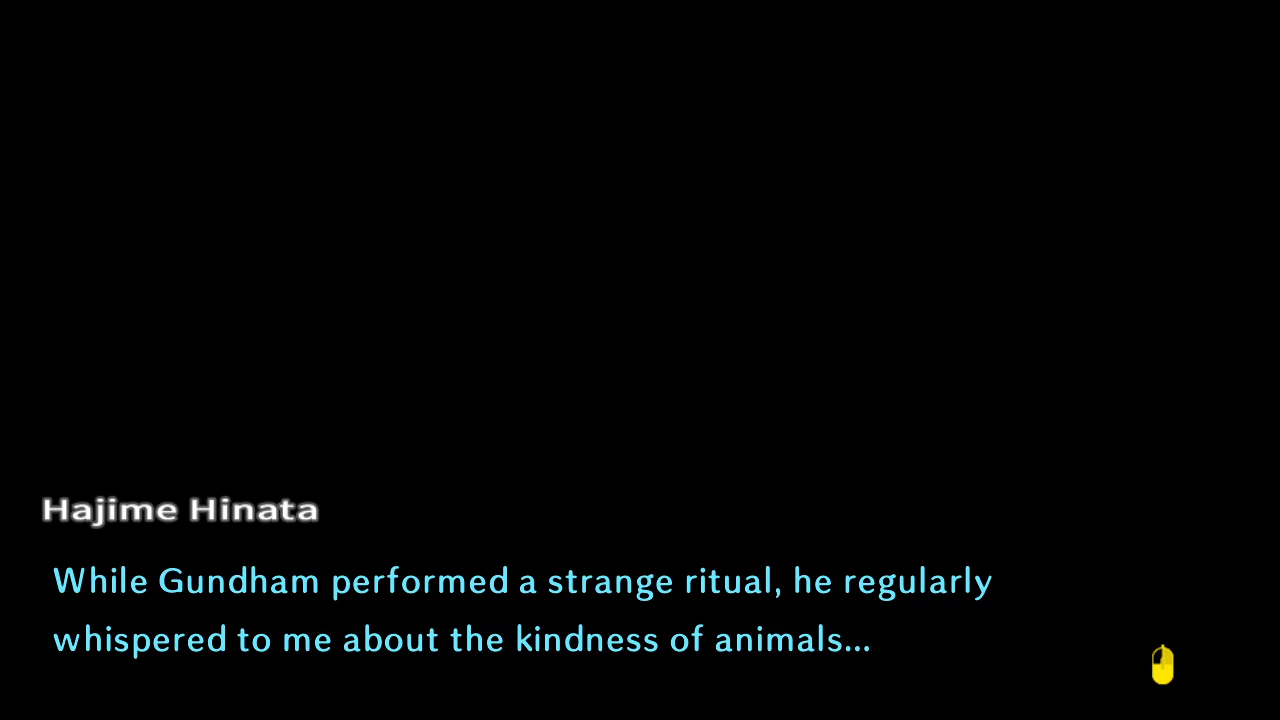 Hajime Hinata
While Gundham performed a strange ritual, he regularly
whispered to me about the kindness of animals...